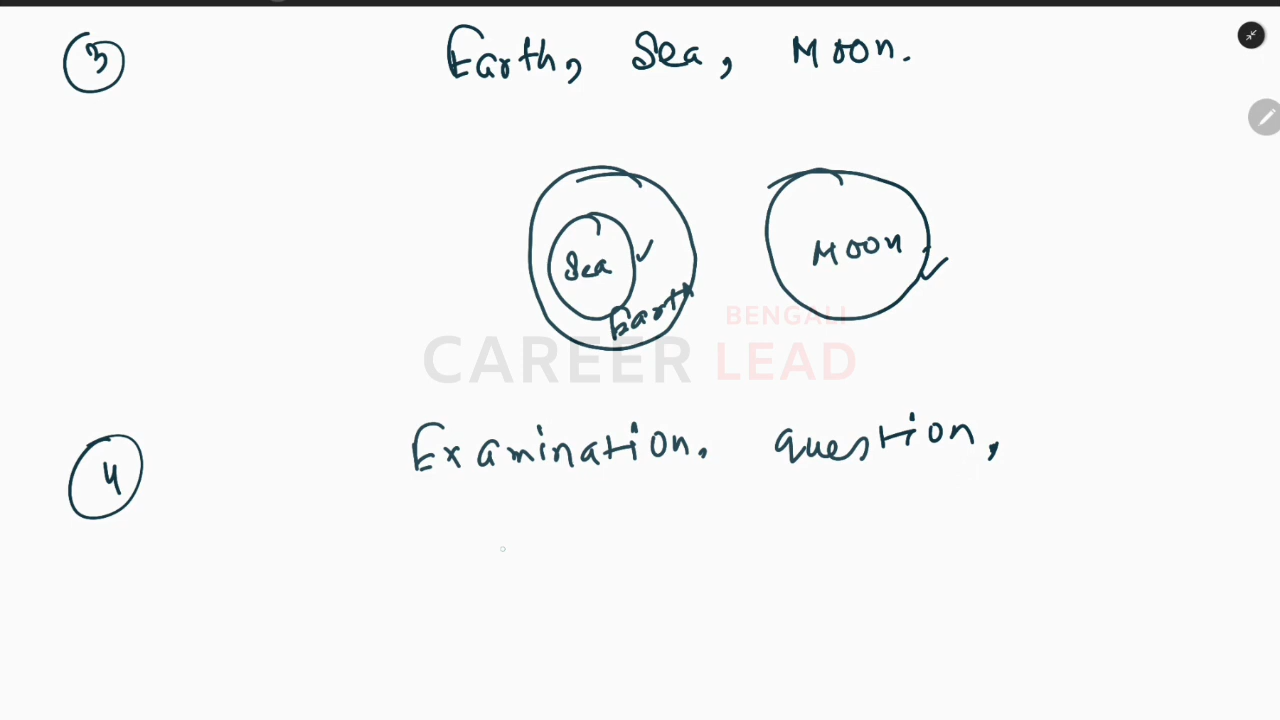 3 Earth, Sea, Moon.
Sea Moon
Earth
BENGALI
CAREER LEAD
4 Examination. question,